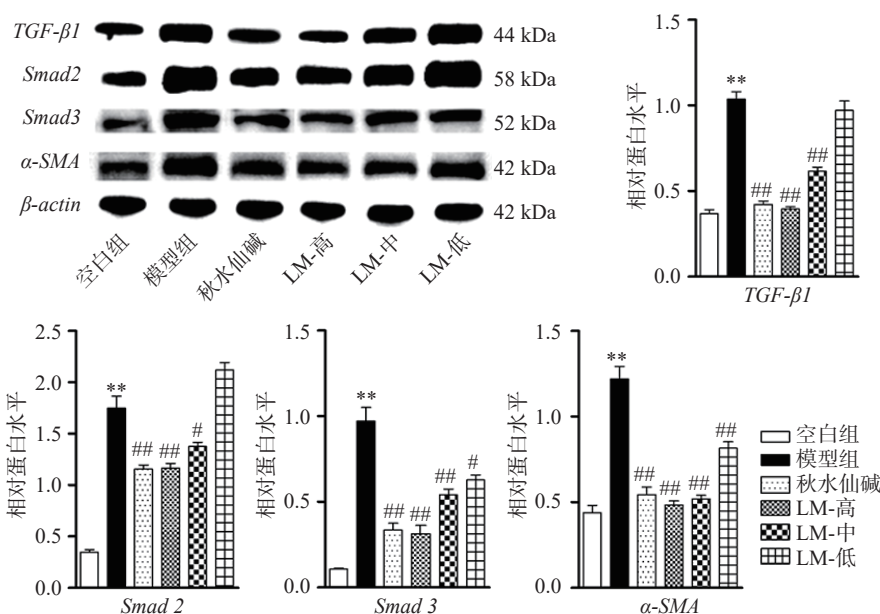 TGF-β1 44 kDa
Smad2 58 kDa
Smad3 52 kDa
α-SMA 42 kDa
β-actin 42 kDa
空白组 模型组 秋水仙碱 LM-高 LM-中 LM-低
相对蛋白水平
1.5
1.0
0.5
0.0
** ## ## ##
TGF-β1
相对蛋白水平
2.5
2.0
1.5
1.0
0.5
0.0
** ## ## #
Smad 2
相对蛋白水平
1.5
1.0
0.5
0.0
** ## ## ## #
Smad 3
相对蛋白水平
1.5
1.0
0.5
0.0
** ## ## ## ##
α-SMA
空白组
模型组
秋水仙碱
LM-高
LM-中
LM-低